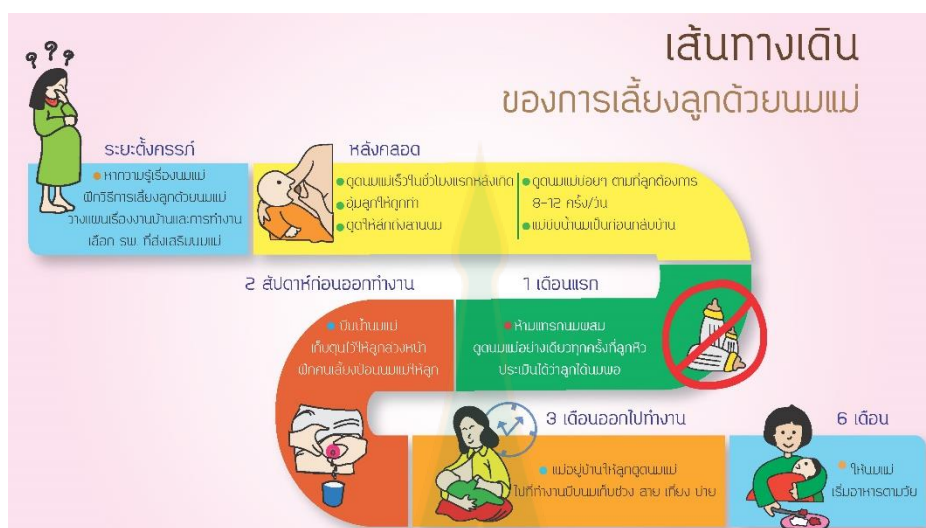 เส้นทางเดิน
ของการเลี้ยงลูกด้วยนมแม่
? ? ?
ระยะตั้งครรภ์
หาความรู้เรื่องนมแม่
ฝึกวิธีการเลี้ยงลูกด้วยนมแม่
วางแผนเรื่องงานบ้านและการทำงาน
เลือก รพ. ที่ส่งเสริมนมแม่
หลังคลอด
ดูดนมแม่เร็วในชั่วโมงแรกหลังเกิด
อุ้มลูกให้ถูกท่า
ดูดให้ลึกถึงลานนม
ดูดนมแม่บ่อยๆ ตามที่ลูกต้องการ
8-12 ครั้ง/วัน
แม่บีบน้ำนมเป็นก่อนกลับบ้าน
1 เดือนแรก
ห้ามแทรกนมผสม
ดูดนมแม่อย่างเดียวทุกครั้งที่ลูกหิว
ประเมินได้ว่าลูกได้นมพอ
2 สัปดาห์ก่อนออกทำงาน
บีบน้ำนมแม่
เก็บตุนไว้ให้ลูกล่วงหน้า
ฝึกคนเลี้ยงป้อนนมแม่ให้ลูก
3 เดือนออกไปทำงาน
แม่อยู่บ้านให้ลูกดูดนมแม่
ไปที่ทำงานบีบนมเก็บช่วง สาย เที่ยง บ่าย
6 เดือน
ให้นมแม่
เริ่มอาหารตามวัย